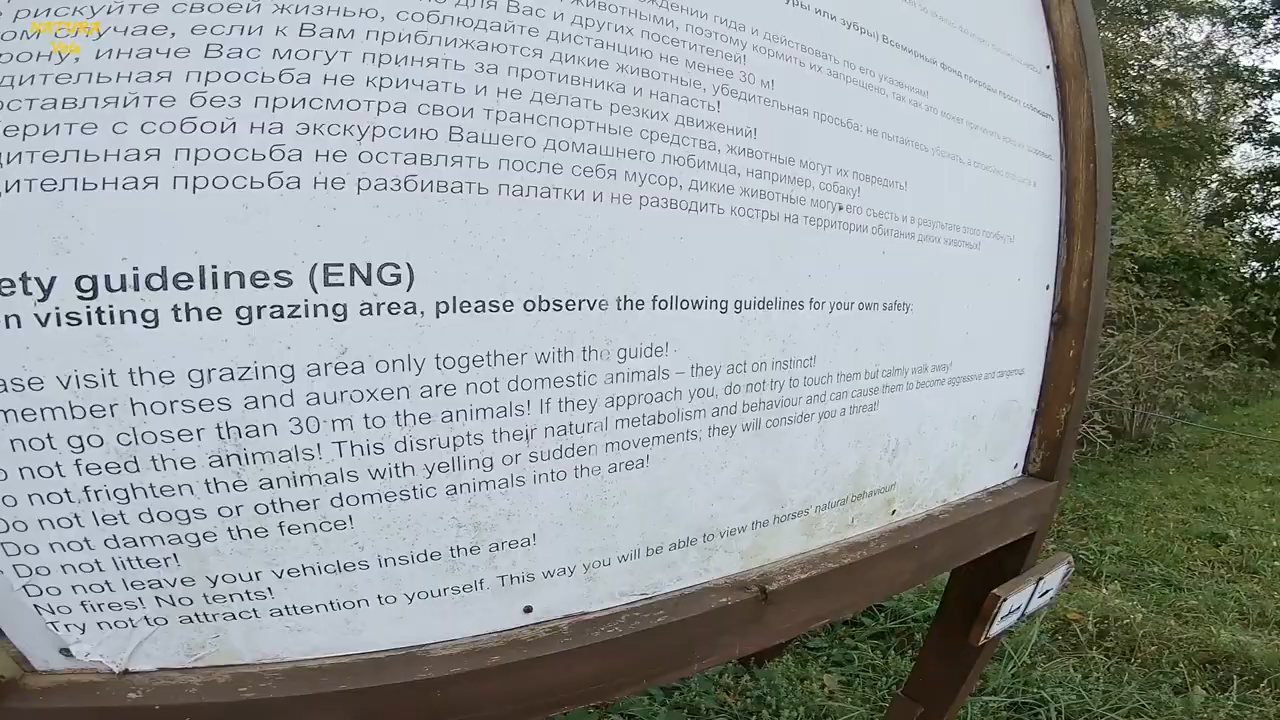 NATURA
Vole
рискуйте своей жизнью, соблюдайте дистанцию не менее 30 м!
случае, если к Вам приближаются дикие животные, убедительная просьба: не пытайтесь убежать, а спокойно
рону, иначе Вас могут принять за противника и напасть!
дительная просьба не кричать и не делать резких движений!
оставляйте без присмотра свои транспортные средства, животные могут их повредить!
ерите с собой на экскурсию Вашего домашнего любимца, например, собаку!
дительная просьба не оставлять после себя мусор, дикие животные могут его съесть и в результате этого погибнуть!
дительная просьба не разбивать палатки и не разводить костры на территории обитания диких животных!
ety guidelines (ENG)
n visiting the grazing area, please observe the following guidelines for your own safety:
ase visit the grazing area only together with the guide!
member horses and auroxen are not domestic animals – they act on instinct!
not go closer than 30 m to the animals! If they approach you, do not try to touch them but calmly walk away!
o not feed the animals! This disrupts their natural metabolism and behaviour and can cause them to become aggressive and dangerous
o not frighten the animals with yelling or sudden movements; they will consider you a threat!
Do not let dogs or other domestic animals into the area!
Do not damage the fence!
Do not litter!
Do not leave your vehicles inside the area!
No fires! No tents!
Try not to attract attention to yourself. This way you will be able to view the horses' natural behaviour!